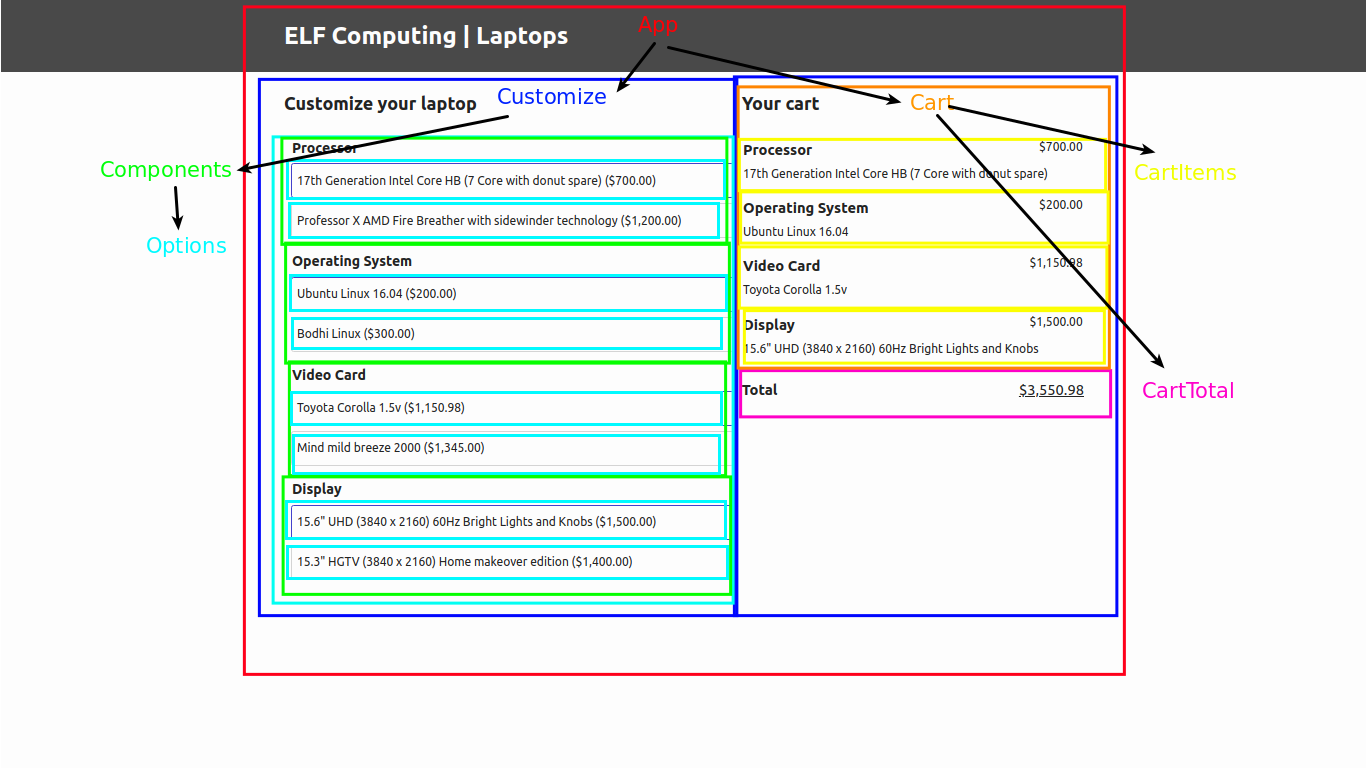 App
ELF Computing | Laptops
Customize your laptop
Customize
Components
Options
Processor
17th Generation Intel Core HB (7 Core with donut spare) ($700.00)
Professor X AMD Fire Breather with sidewinder technology ($1,200.00)
Operating System
Ubuntu Linux 16.04 ($200.00)
Bodhi Linux ($300.00)
Video Card
Toyota Corolla 1.5v ($1,150.98)
Mind mild breeze 2000 ($1,345.00)
Display
15.6" UHD (3840 x 2160) 60Hz Bright Lights and Knobs ($1,500.00)
15.3" HGTV (3840 x 2160) Home makeover edition ($1,400.00)
Your cart
Cart
CartItems
Processor $700.00
17th Generation Intel Core HB (7 Core with donut spare)
Operating System $200.00
Ubuntu Linux 16.04
Video Card $1,150.98
Toyota Corolla 1.5v
Display $1,500.00
15.6" UHD (3840 x 2160) 60Hz Bright Lights and Knobs
Total $3,550.98
CartTotal